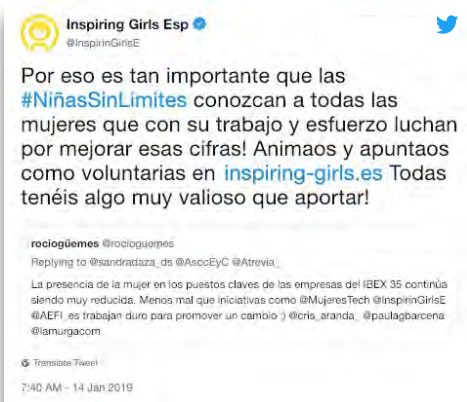 Inspiring Girls Esp
@InspirinGirlsE
Por eso es tan importante que las
#NiñasSinLímites conozcan a todas las
mujeres que con su trabajo y esfuerzo luchan
por mejorar esas cifras! Animaos y apuntaos
como voluntarias en inspiring-girls.es Todas
tenéis algo muy valioso que aportar!
rociogüemes @rocioguemes
Replying to @sandradaza_ds @AsocEyC @Atrevia_
La presencia de la mujer en los puestos claves de las empresas del IBEX 35 continúa
siendo muy reducida. Menos mal que iniciativas como @MujeresTech @InspirinGirlsE
@AEFI_es trabajan duro para promover un cambio :) @cris_aranda_ @paulagbarcena
@lamurgacom
Translate Tweet
7:40 AM - 14 Jan 2019